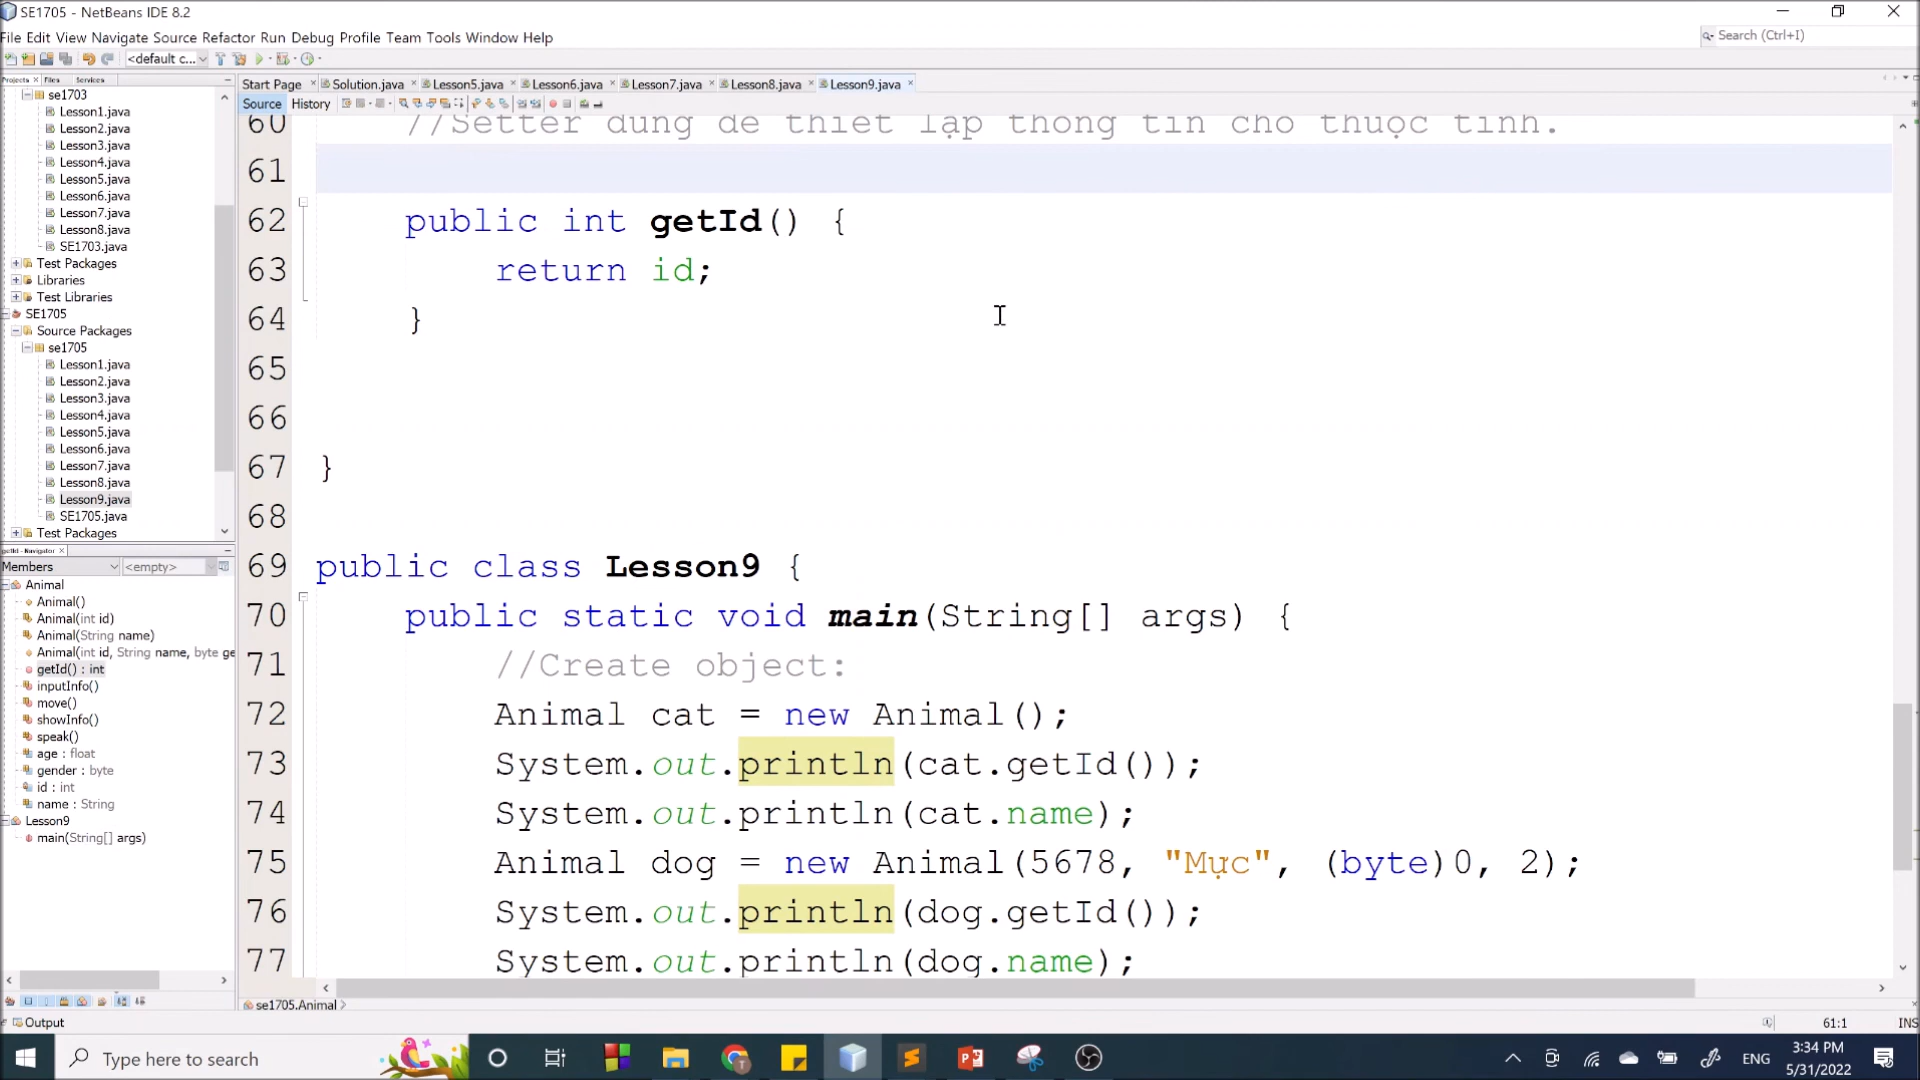 SE1705 - NetBeans IDE 8.2
File Edit View Navigate Source Refactor Run Debug Profile Team Tools Window Help
Search (Ctrl+I)
<default c...
Projects Files Services
Start Page Solution.java Lesson5.java Lesson6.java Lesson7.java Lesson8.java Lesson9.java
Source History
se1703
Lesson1.java
Lesson2.java
Lesson3.java
Lesson4.java
Lesson5.java
Lesson6.java
Lesson7.java
Lesson8.java
SE1703.java
Test Packages
Libraries
Test Libraries
SE1705
Source Packages
se1705
Lesson1.java
Lesson2.java
Lesson3.java
Lesson4.java
Lesson5.java
Lesson6.java
Lesson7.java
Lesson8.java
Lesson9.java
SE1705.java
Test Packages
getId - Navigator
Members <empty>
Animal
Animal()
Animal(int id)
Animal(String name)
Animal(int id, String name, byte ge
getId() : int
inputInfo()
move()
showInfo()
speak()
age : float
gender : byte
id : int
name : String
Lesson9
main(String[] args)
60 //Setter dùng để thiết lập thông tin cho thuộc tính.
61
62 public int getId() {
63 return id;
64 }
65
66
67 }
68
69 public class Lesson9 {
70 public static void main(String[] args) {
71 //Create object:
72 Animal cat = new Animal();
73 System.out.println(cat.getId());
74 System.out.println(cat.name);
75 Animal dog = new Animal(5678, "Mực", (byte)0, 2);
76 System.out.println(dog.getId());
77 System.out.println(dog.name);
se1705.Animal
Output
61:1 INS
Type here to search
ENG
3:34 PM
5/31/2022